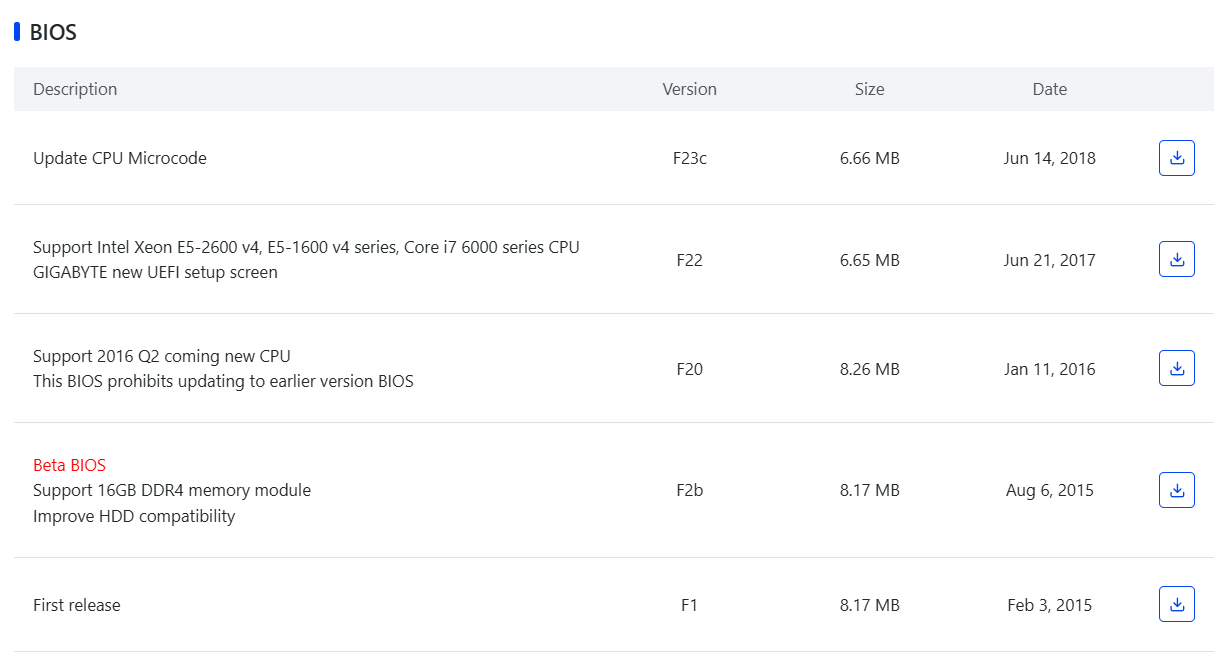 BIOS
Description Version Size Date
Update CPU Microcode F23c 6.66 MB Jun 14, 2018
Support Intel Xeon E5-2600 v4, E5-1600 v4 series, Core i7 6000 series CPU
GIGABYTE new UEFI setup screen F22 6.65 MB Jun 21, 2017
Support 2016 Q2 coming new CPU
This BIOS prohibits updating to earlier version BIOS F20 8.26 MB Jan 11, 2016
Beta BIOS
Support 16GB DDR4 memory module F2b 8.17 MB Aug 6, 2015
Improve HDD compatibility
First release F1 8.17 MB Feb 3, 2015